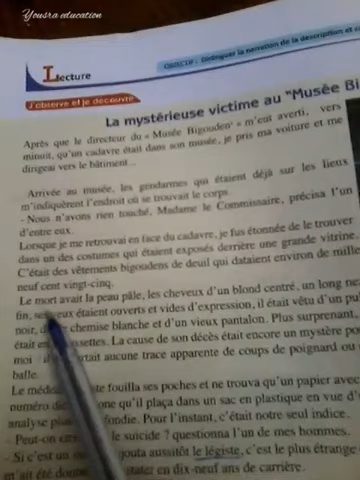 Yousra education
OBJECTIF : Distinguer la narration de la description et
Lecture
J'observe et je découvre
La mystérieuse victime au "Musée Bi
Après que le directeur du « Musée Bigouden » m'eut averti, vers
minuit, qu'un cadavre était dans son musée, je pris ma voiture et me
dirigeai vers le bâtiment...
Arrivée au musée, les gendarmes qui étaient déjà sur les lieux
m'indiquèrent l'endroit où se trouvait le corps.
- Nous n'avons rien touché, Madame le Commissaire, précisa l'un
d'entre eux.
Lorsque je me retrouvai en face du cadavre, je fus étonnée de le trouver
dans un des costumes qui étaient exposés derrière une grande vitrine.
C'était des vêtements bigoudens de deuil qui dataient environ de mille
neuf cent vingt-cinq.
Le mort avait la peau pâle, les cheveux d'un blond centré, un long ne
fin, ses yeux étaient ouverts et vides d'expression, il était vêtu d'un pu
noir, d' chemise blanche et d'un vieux pantalon. Plus surprenant,
était en ssettes. La cause de son décès était encore un mystère po
moi - il tait aucune trace apparente de coups de poignard ou
balle.
Le méde te fouilla ses poches et ne trouva qu'un papier avec
numéro de one qu'il plaça dans un sac en plastique en vue d'
analyse plu fondie. Pour l'instant, c'était notre seul indice.
- Peut-on le suicide ? questionna l'un de mes hommes.
- Si c'est un outa aussitôt le légiste, c'est le plus étrange
m'ait été donné tater en dix-neuf ans de carrière.